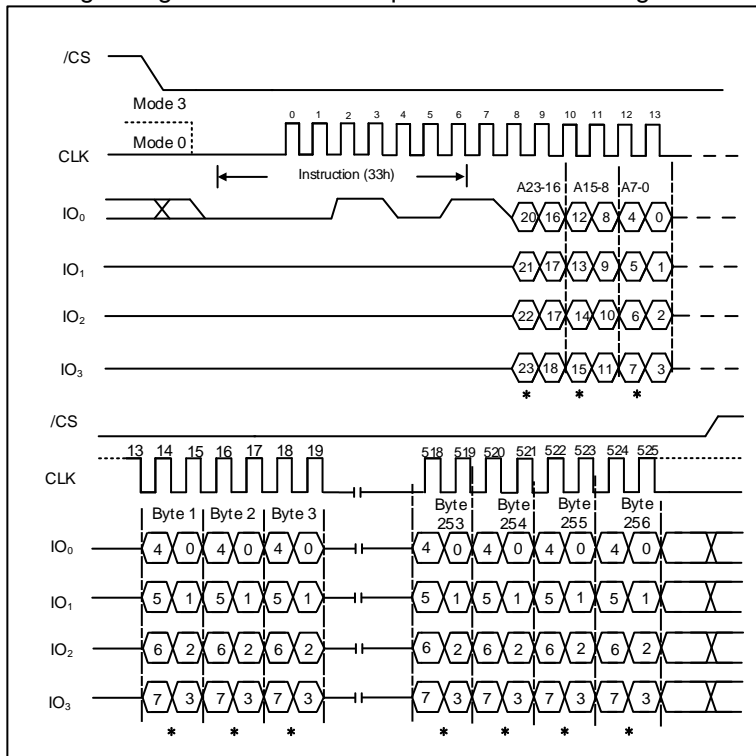 /CS
Mode 3
Mode 0
0 1 2 3 4 5 6 7 8 9 10 11 12 13
CLK
Instruction (33h)
A23-16 A15-8 A7-0
IO0 20 16 12 8 4 0
IO1 21 17 13 9 5 1
IO2 22 17 14 10 6 2
IO3 23 18 15 11 7 3
* * *
/CS
13 14 15 16 17 18 19 518 519 520 521 522 523 524 525
CLK
Byte 1 Byte 2 Byte 3 Byte 253 Byte 254 Byte 255 Byte 256
IO0 4 0 4 0 4 0 4 0 4 0 4 0 4 0
IO1 5 1 5 1 5 1 5 1 5 1 5 1 5 1
IO2 6 2 6 2 6 2 6 2 6 2 6 2 6 2
IO3 7 3 7 3 7 3 7 3 7 3 7 3 7 3
* * * * * * *